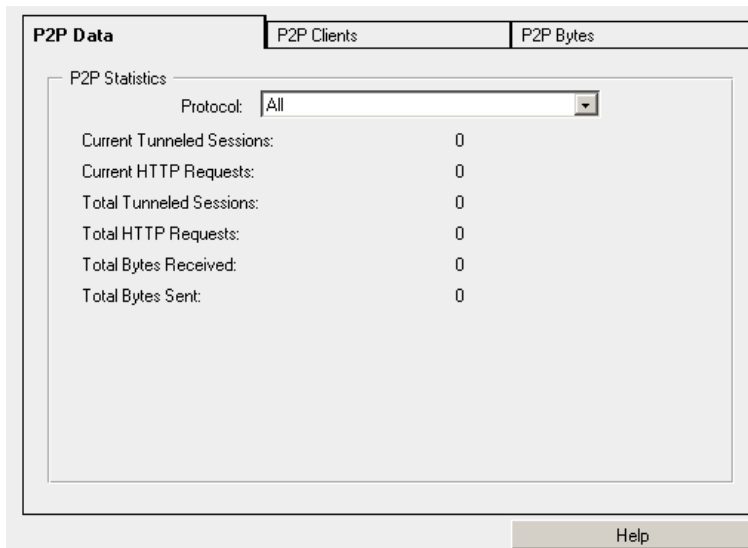 P2P Data P2P Clients P2P Bytes
P2P Statistics
Protocol: All
Current Tunneled Sessions: 0
Current HTTP Requests: 0
Total Tunneled Sessions: 0
Total HTTP Requests: 0
Total Bytes Received: 0
Total Bytes Sent: 0
Help